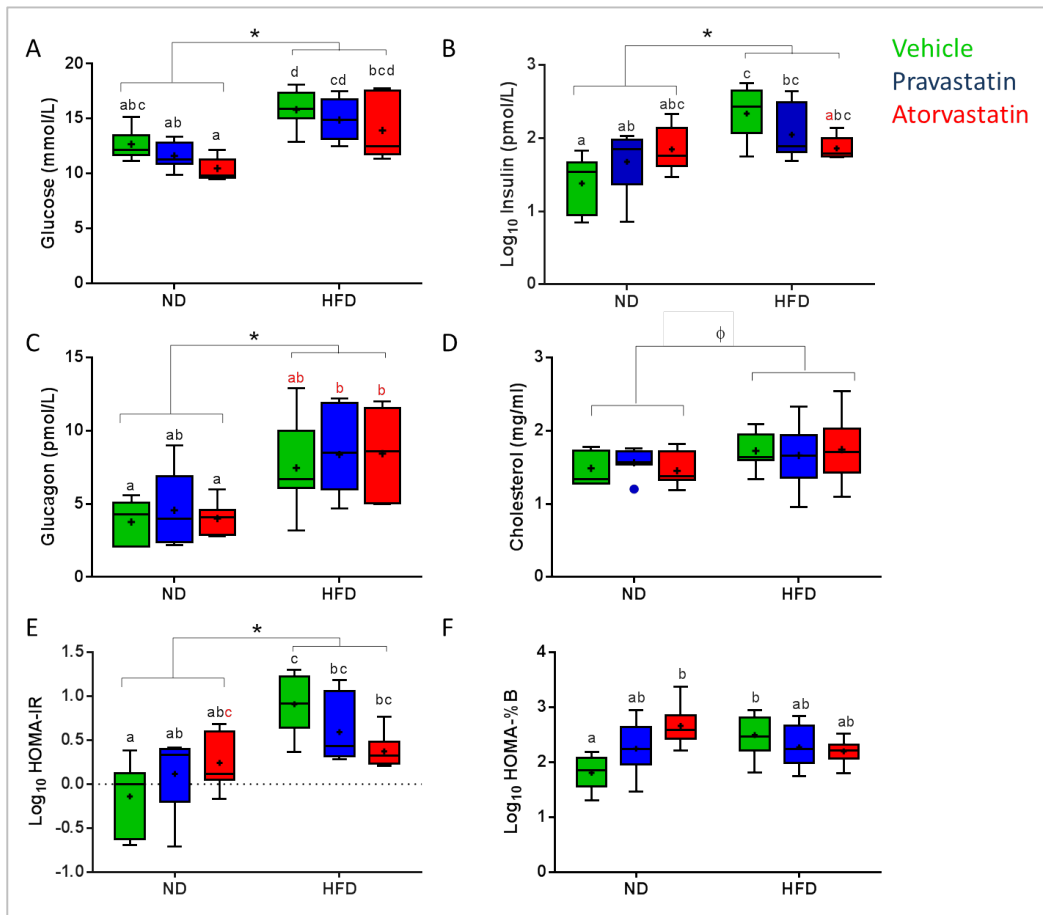 Vehicle
Pravastatin
Atorvastatin
A
*
Glucose (mmol/L)
20
15
10
5
0
abc
ab
a
d
cd
bcd
ND
HFD
B
*
Log10 Insulin (pmol/L)
3
2
1
0
a
ab
abc
c
bc
abc
ND
HFD
C
*
Glucagon (pmol/L)
15
10
5
0
a
ab
a
ab
b
b
ND
HFD
D
ϕ
Cholesterol (mg/ml)
3
2
1
0
ND
HFD
E
*
Log10 HOMA-IR
1.5
1.0
0.5
0.0
-0.5
-1.0
a
ab
abc
c
bc
bc
ND
HFD
F
Log10 HOMA-% B
4
3
2
1
0
a
ab
b
b
ab
ab
ND
HFD